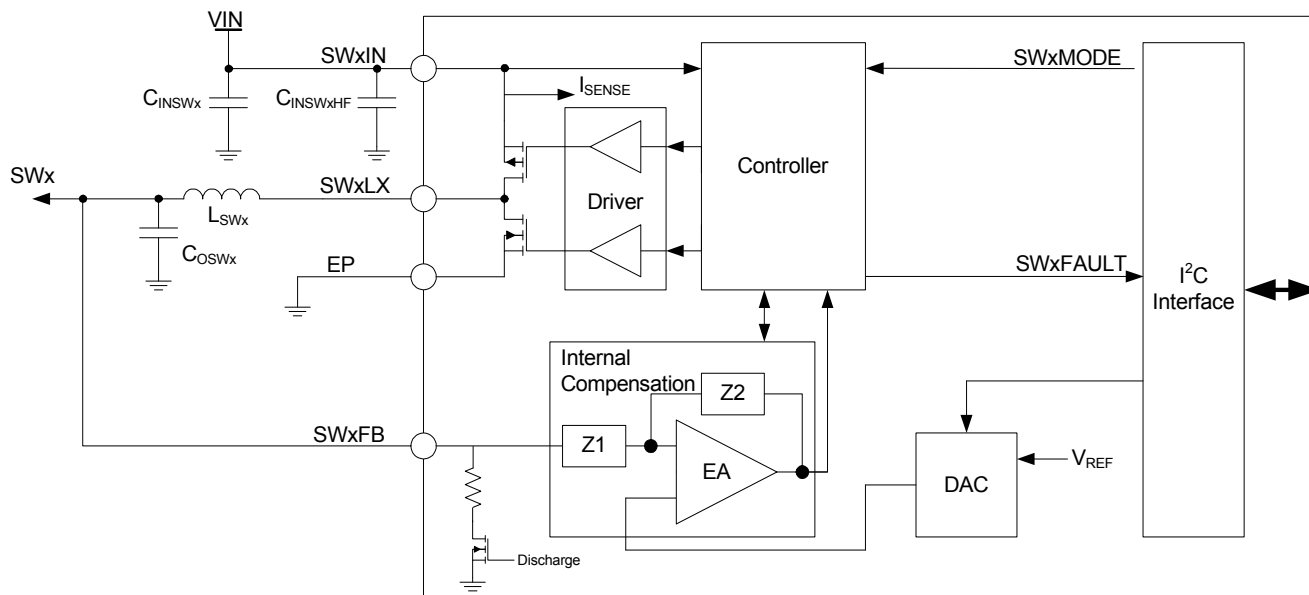 VIN
SWxIN
SWxMODE
CINSWx
CINSWxHF
ISENSE
Controller
SWx
SWxLX
Driver
LSWx
COSWx
EP
SWxFAULT
I²C
Interface
Internal
Compensation
Z2
SWxFB
Z1
EA
VREF
DAC
Discharge